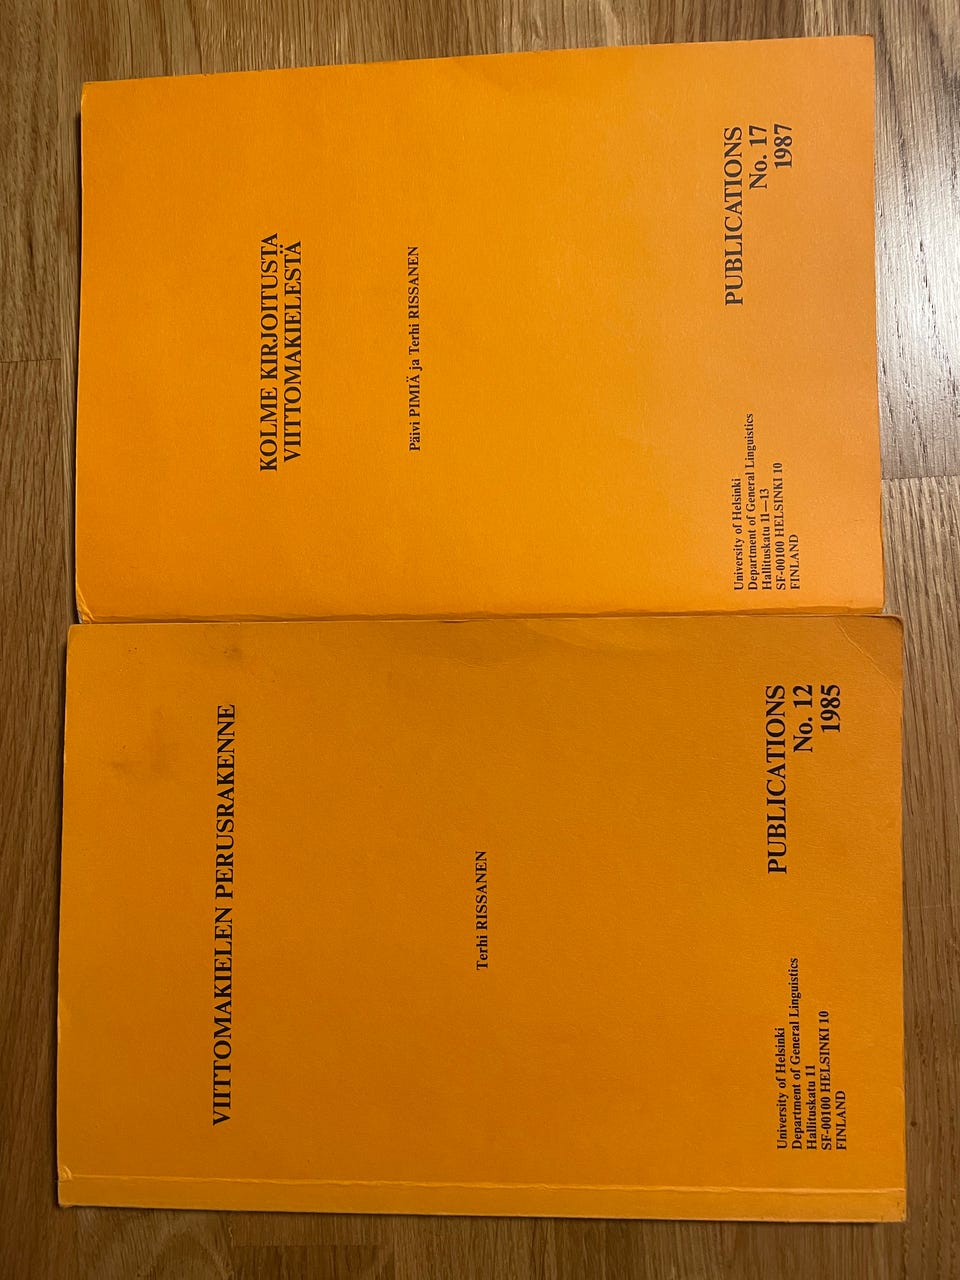 VIITTOMAKIELEN PERUSRAKENNE
Terhi RISSANEN
University of Helsinki
Department of General Linguistics
Hallituskatu 11
SF-00100 HELSINKI 10
FINLAND
PUBLICATIONS
No. 12
1985
KOLME KIRJOITUSTA
VIITTOMAKIELESTÄ
Päivi PIMIÄ ja Terhi RISSANEN
University of Helsinki
Department of General Linguistics
Hallituskatu 11—13
SF-00100 HELSINKI 10
FINLAND
PUBLICATIONS
No. 17
1987